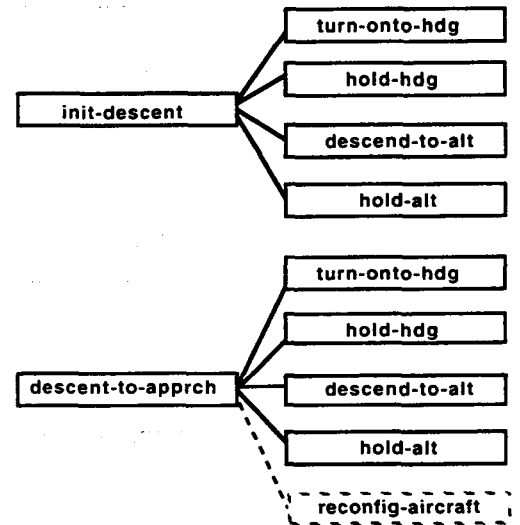 turn-onto-hdg
hold-hdg
init-descent
descend-to-alt
hold-alt
turn-onto-hdg
hold-hdg
descent-to-apprch
descend-to-alt
hold-alt
reconfig-aircraft